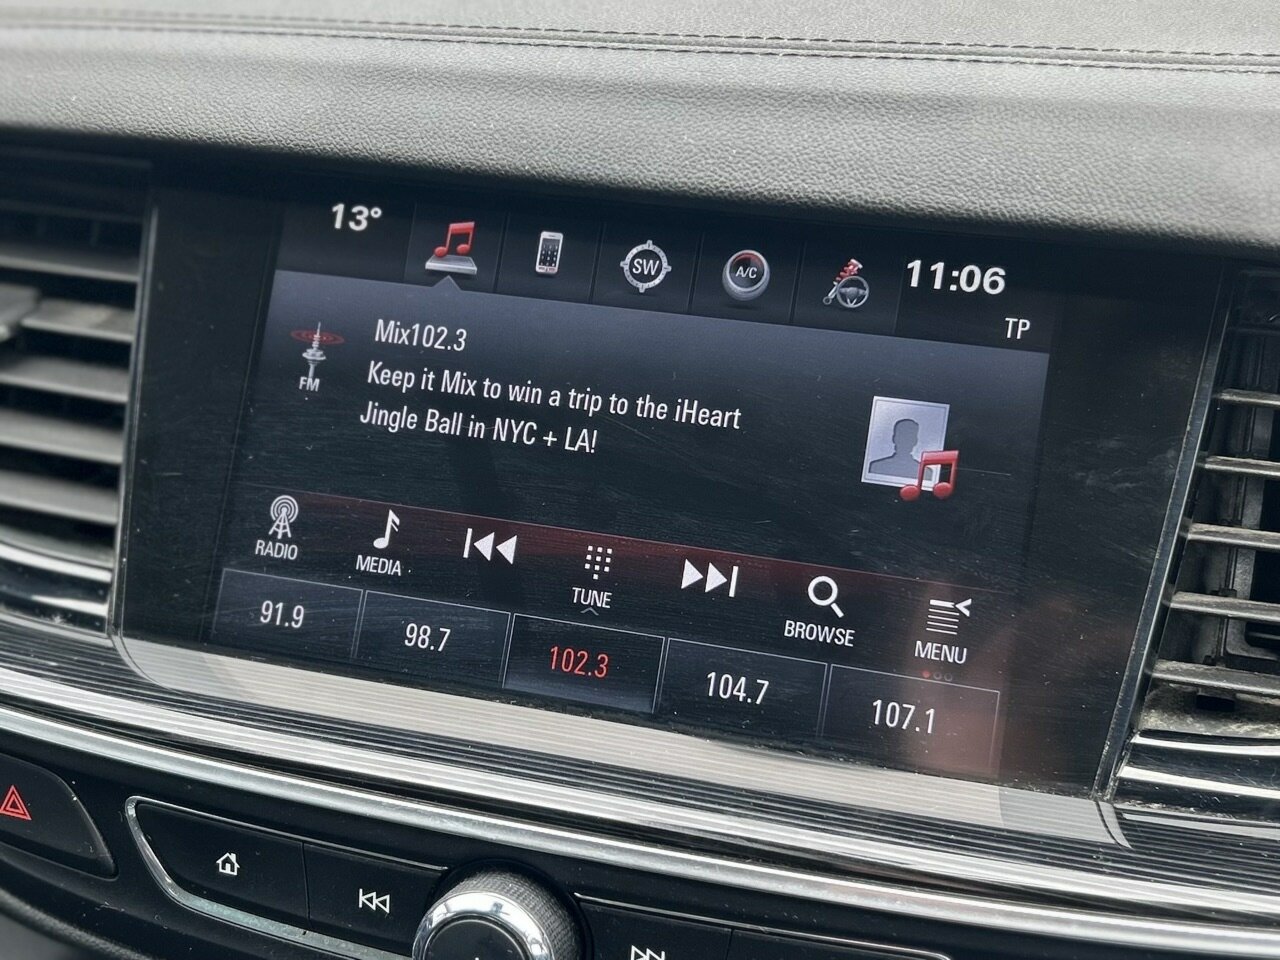 13°
SW
A/C
11:06
TP
FM
Mix102.3
Keep it Mix to win a trip to the iHeart
Jingle Ball in NYC + LA!
RADIO
MEDIA
TUNE
BROWSE
MENU
91.9
98.7
102.3
104.7
107.1